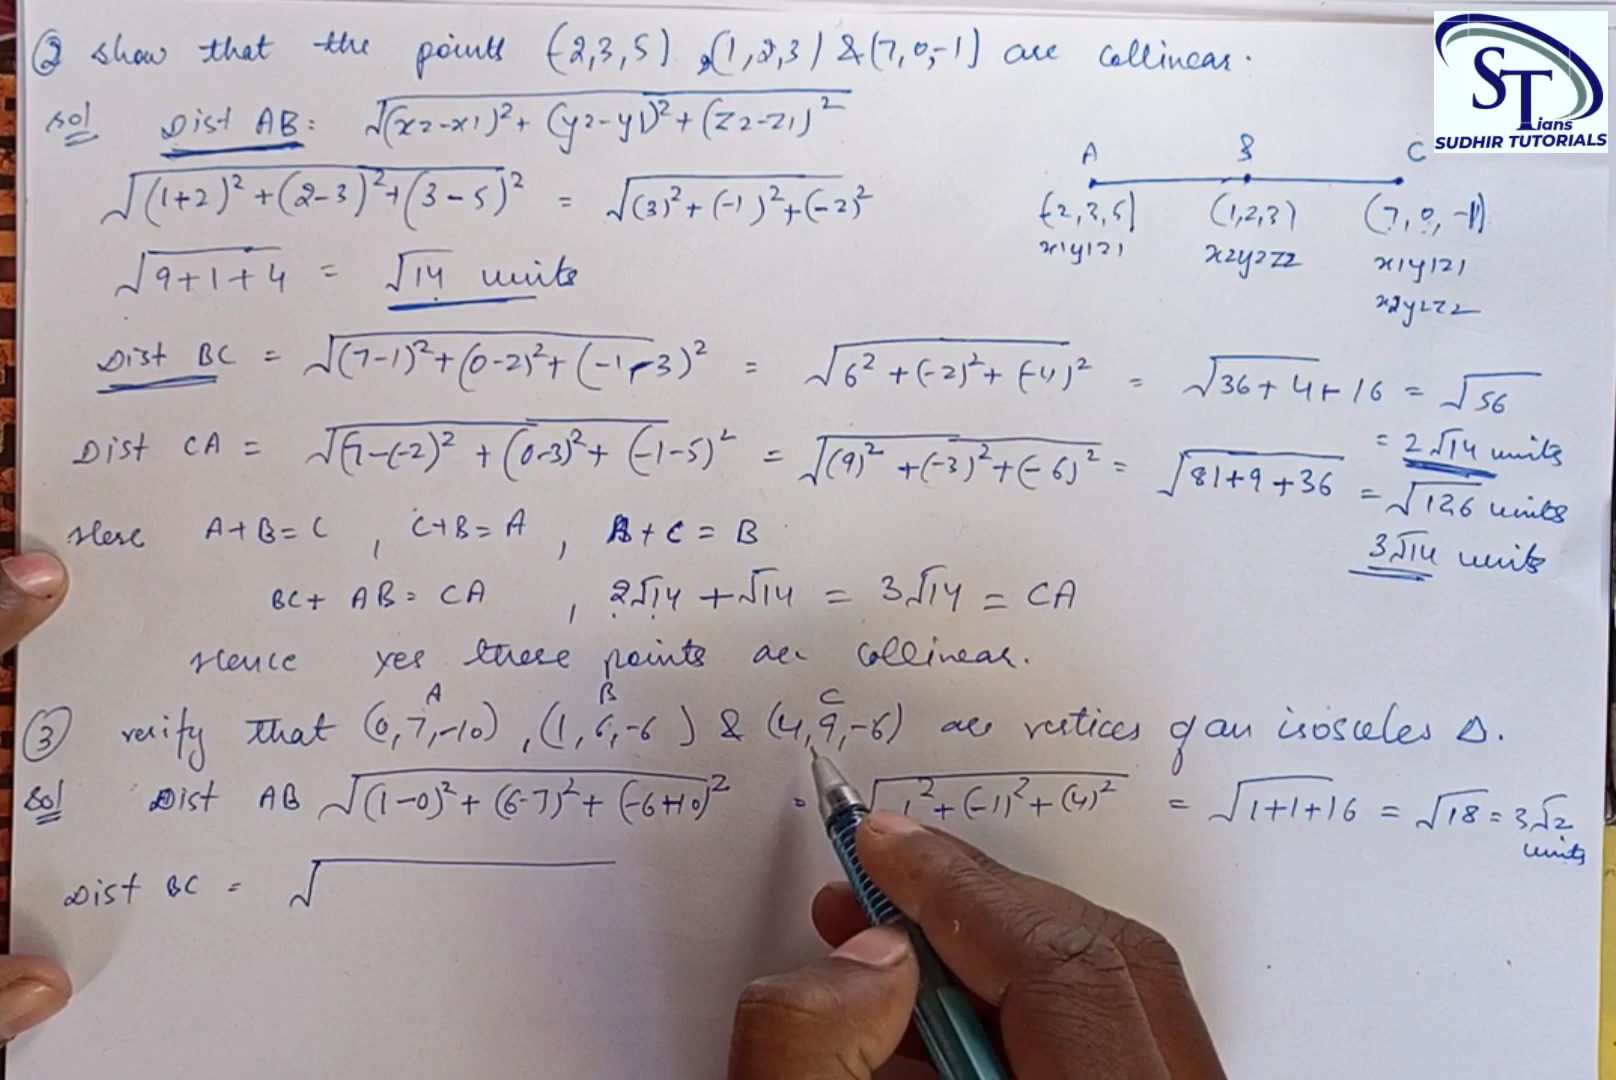 ② show that the points (-2,3,5), (1,2,3) & (7,0,-1) are collinear.
sol Dist AB: √(x2-x1)²+(y2-y1)²+(z2-z1)²
√(1+2)²+(2-3)²+(3-5)² = √(3)²+(-1)²+(-2)²
√9+1+4 = √14 units
A B C
(-2,3,5) (1,2,3) (7,0,-1)
x1y1z1 x2y2z2 x1y1z1
x2y2z2
Dist BC = √(7-1)²+(0-2)²+(-1-3)² = √6²+(-2)²+(-4)² = √36+4+16 = √56
= 2√14 units
Dist CA = √(7-(-2)² +(0-3)²+(-1-5)² = √(9)²+(-3)²+(-6)² = √81+9+36 = √126 units
3√14 units
Here A+B=C , C+B=A , A+C=B
BC+ AB= CA , 2√14+√14 = 3√14 = CA
Hence yes these points are collinear.
A B C
③ verify that (0,7,-10), (1,6,-6) & (4,9,-6) are vertices of an isosceles Δ.
Sol Dist AB √(1-0)²+(6-7)²+(-6+10)² = √1²+(-1)²+(4)² = √1+1+16 = √18 = 3√2
units
Dist BC = √
ST
ians
SUDHIR TUTORIALS